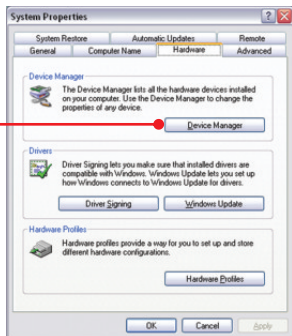 System Properties
System Restore Automatic Updates Remote
General Computer Name Hardware Advanced
Device Manager
The Device Manager lists all the hardware devices installed
on your computer. Use the Device Manager to change the
properties of any device.
Device Manager
Drivers
Driver Signing lets you make sure that installed drivers are
compatible with Windows. Windows Update lets you set up
how Windows connects to Windows Update for drivers.
Driver Signing Windows Update
Hardware Profiles
Hardware profiles provide a way for you to set up and store
different hardware configurations.
Hardware Profiles
OK Cancel Apply